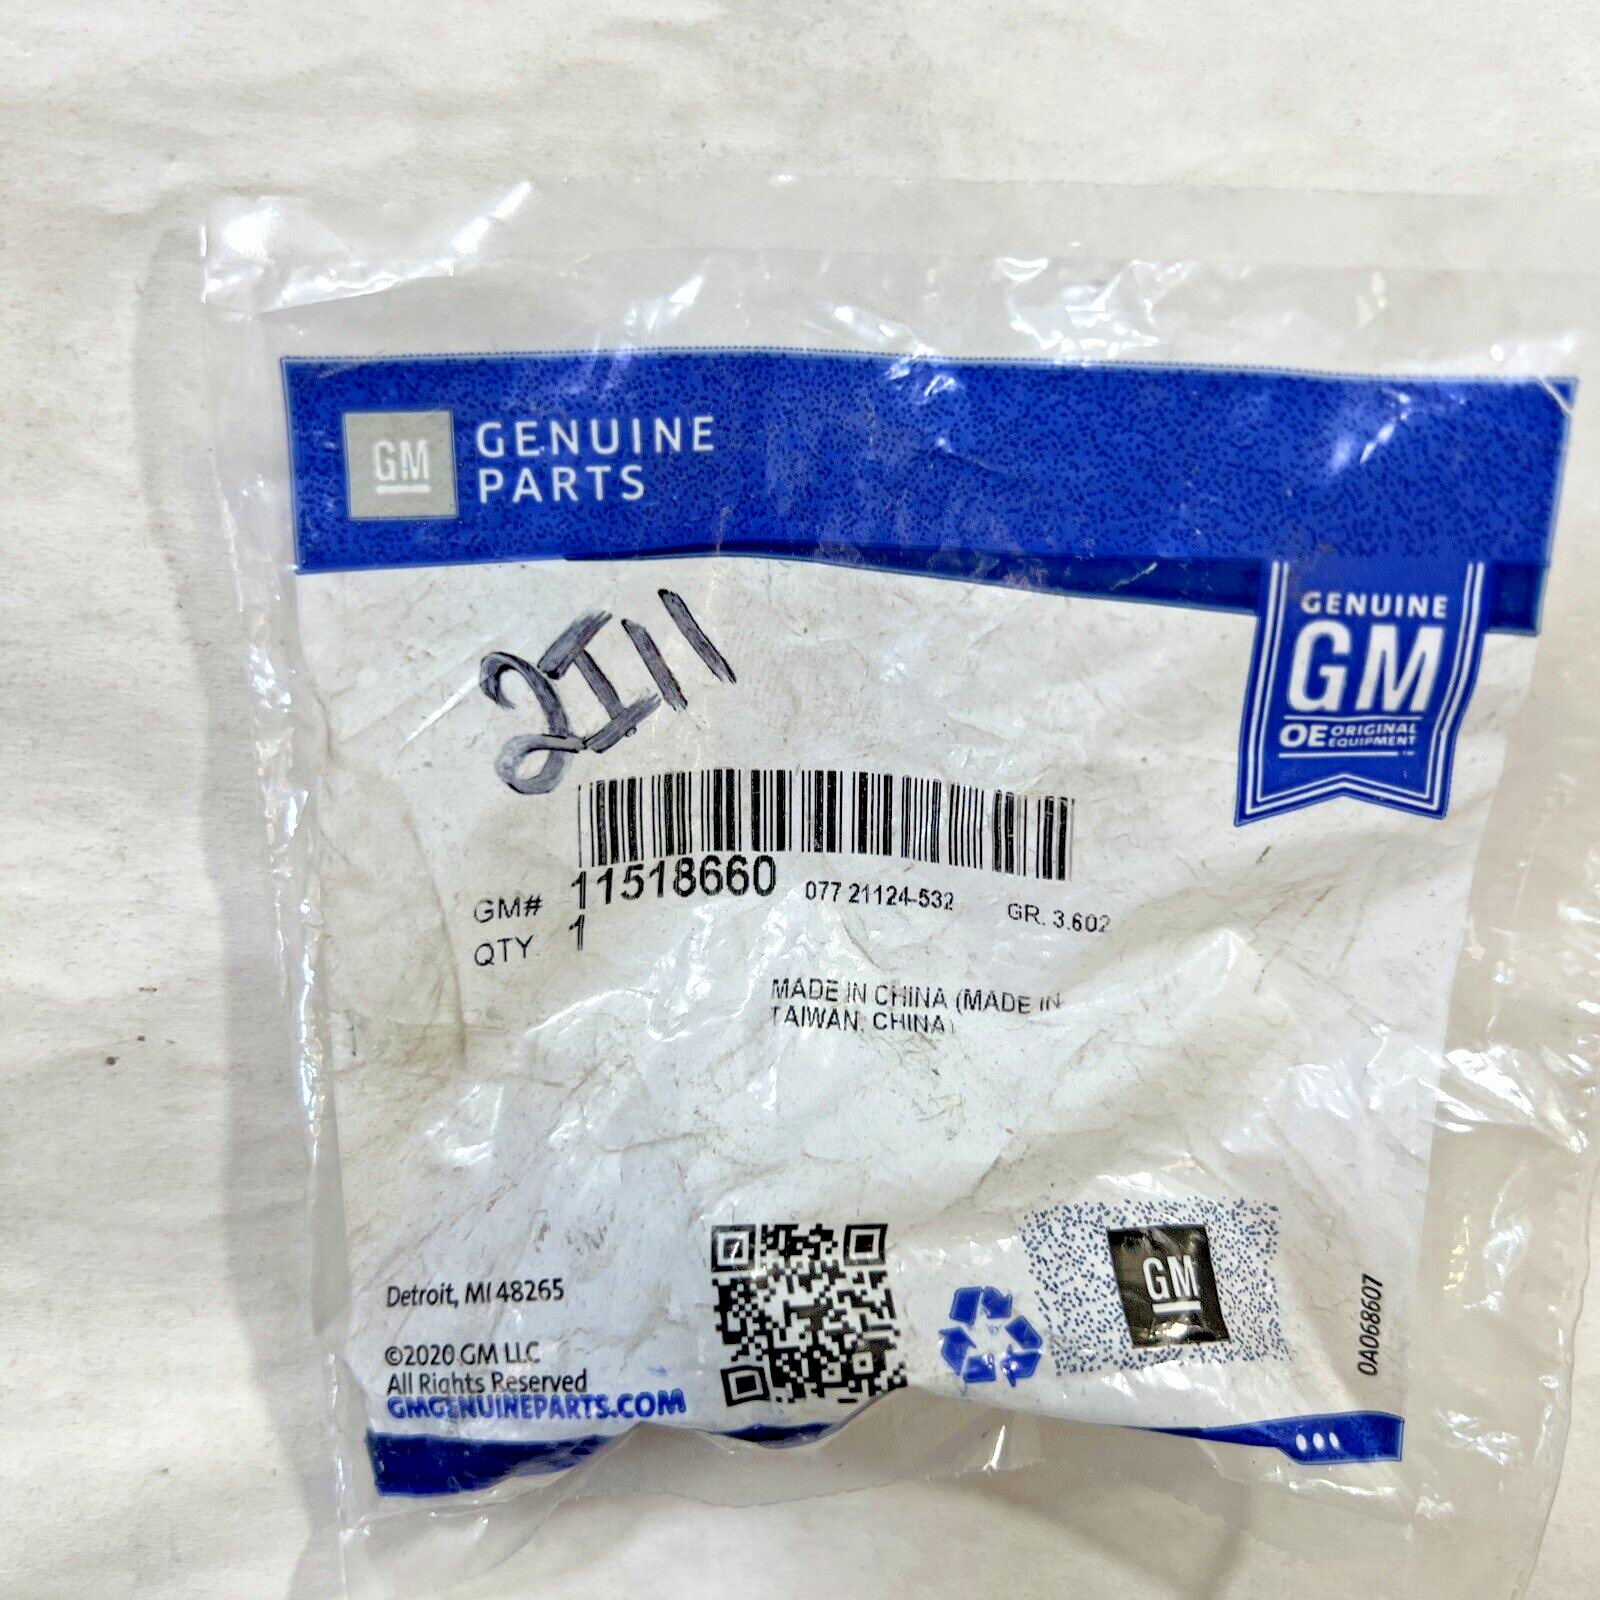 GM
GENUINE
PARTS
GENUINE
GM
OE ORIGINAL
EQUIPMENT
2I11
GM# 11518660 077 21124-532 GR. 3.602
QTY. 1
MADE IN CHINA (MADE IN
TAIWAN, CHINA)
Detroit, MI 48265
©2020 GM LLC
All Rights Reserved
GMGENUINEPARTS.COM
GM
0A068607